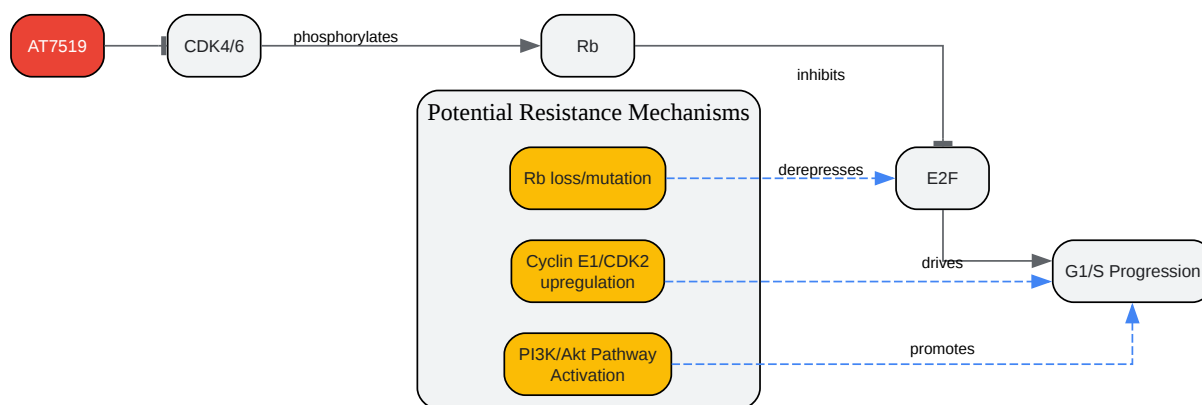 AT7519
CDK4/6
phosphorylates
Rb
inhibits
Potential Resistance Mechanisms
Rb loss/mutation
derepresses
E2F
Cyclin E1/CDK2
upregulation
drives
G1/S Progression
PI3K/Akt Pathway
Activation
promotes